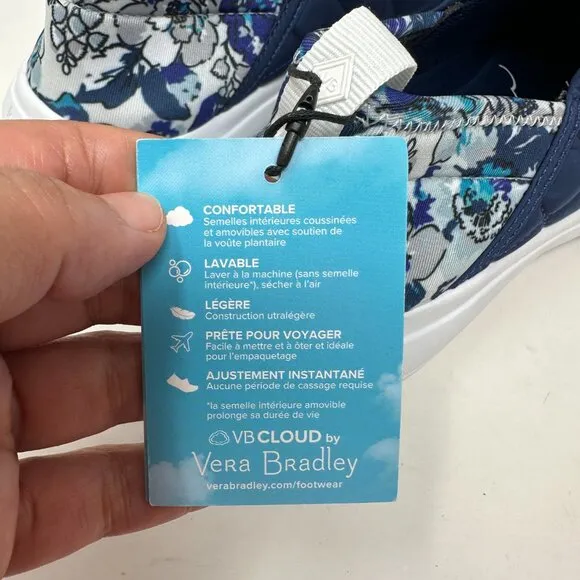 CONFORTABLE
Semelles intérieures coussinées
et amovibles avec soutien de
la voûte plantaire
LAVABLE
Laver à la machine (sans semelle
intérieure*), sécher à l'air
LÉGÈRE
Construction utralégère
PRÊTE POUR VOYAGER
Facile à mettre et à ôter et idéale
pour l'empaquetage
AJUSTEMENT INSTANTANÉ
Aucune période de cassage requise
*la semelle intérieure amovible
prolonge sa durée de vie
VB CLOUD by
Vera Bradley
verabradley.com/footwear